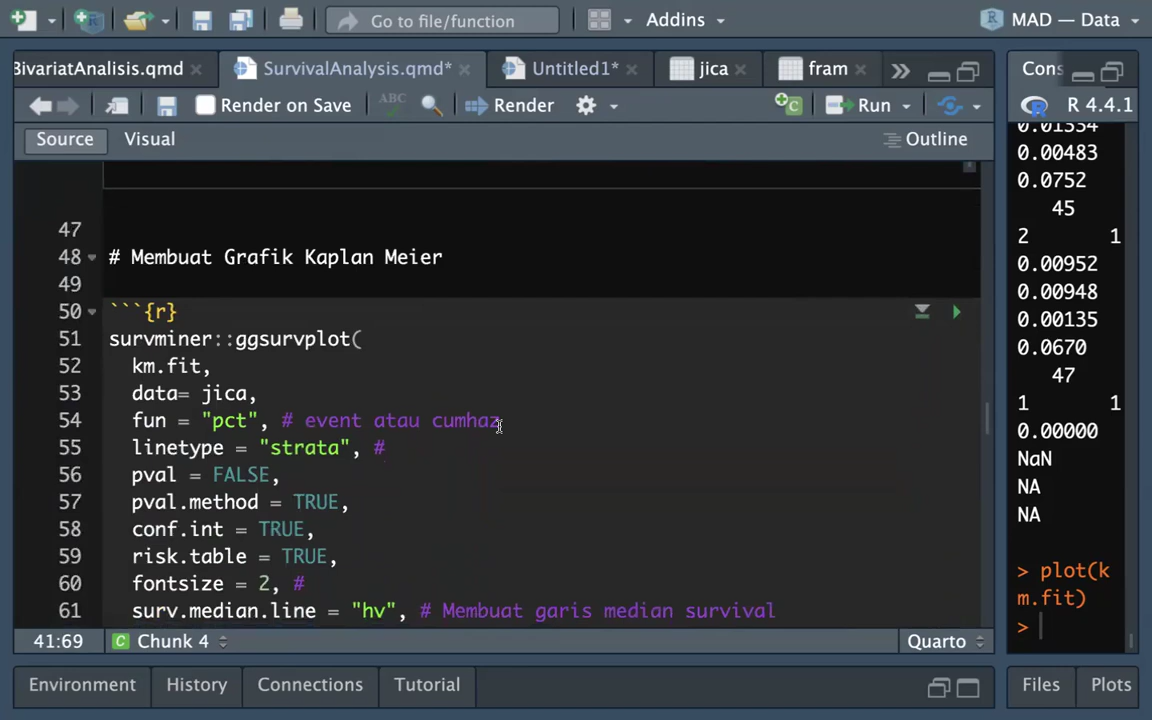 Go to file/function
Addins
MAD — Data
BivariatAnalisis.qmd
SurvivalAnalysis.qmd*
Untitled1*
jica
fram
Render on Save
ABC
Render
Run
Source
Visual
Outline
47
48 # Membuat Grafik Kaplan Meier
49
50 ```{r}
51 survminer::ggsurvplot(
52 km.fit,
53 data= jica,
54 fun = "pct", # event atau cumhaz
55 linetype = "strata", #
56 pval = FALSE,
57 pval.method = TRUE,
58 conf.int = TRUE,
59 risk.table = TRUE,
60 fontsize = 2, #
61 surv.median.line = "hv", # Membuat garis median survival
41:69
Chunk 4
Quarto
Environment
History
Connections
Tutorial
Cons
R 4.4.1
0.01334
0.00483
0.0752
45
2 1
0.00952
0.00948
0.00135
0.0670
47
1 1
0.00000
NaN
NA
NA
> plot(k
m.fit)
>
Files
Plots